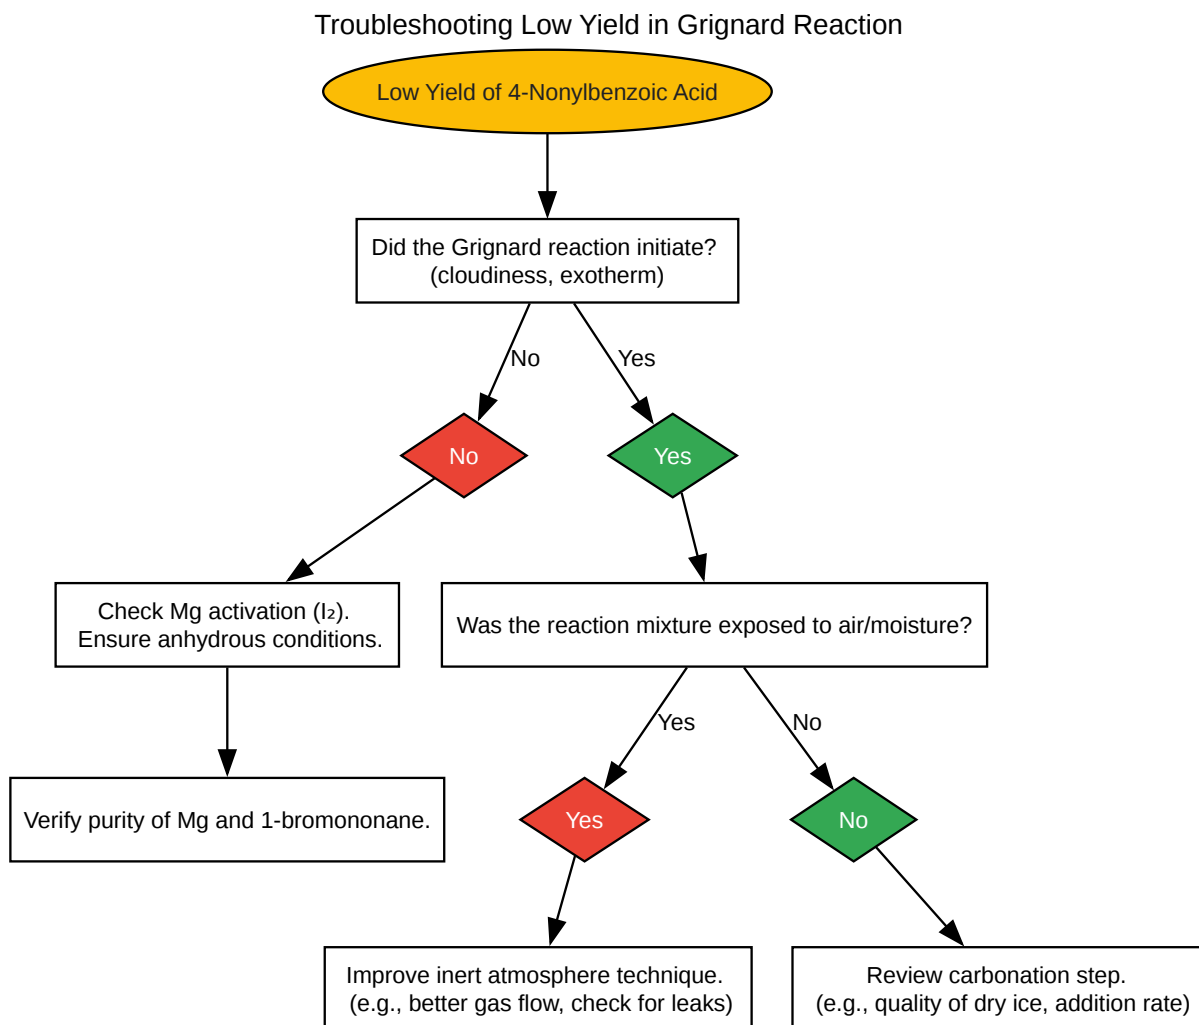 Troubleshooting Low Yield in Grignard Reaction
Low Yield of 4-Nonylbenzoic Acid
Did the Grignard reaction initiate?
(cloudiness, exotherm)
No
Yes
No
Yes
Check Mg activation (I₂).
Ensure anhydrous conditions.
Was the reaction mixture exposed to air/moisture?
Yes
No
Verify purity of Mg and 1-bromononane.
Yes
No
Improve inert atmosphere technique.
(e.g., better gas flow, check for leaks)
Review carbonation step.
(e.g., quality of dry ice, addition rate)